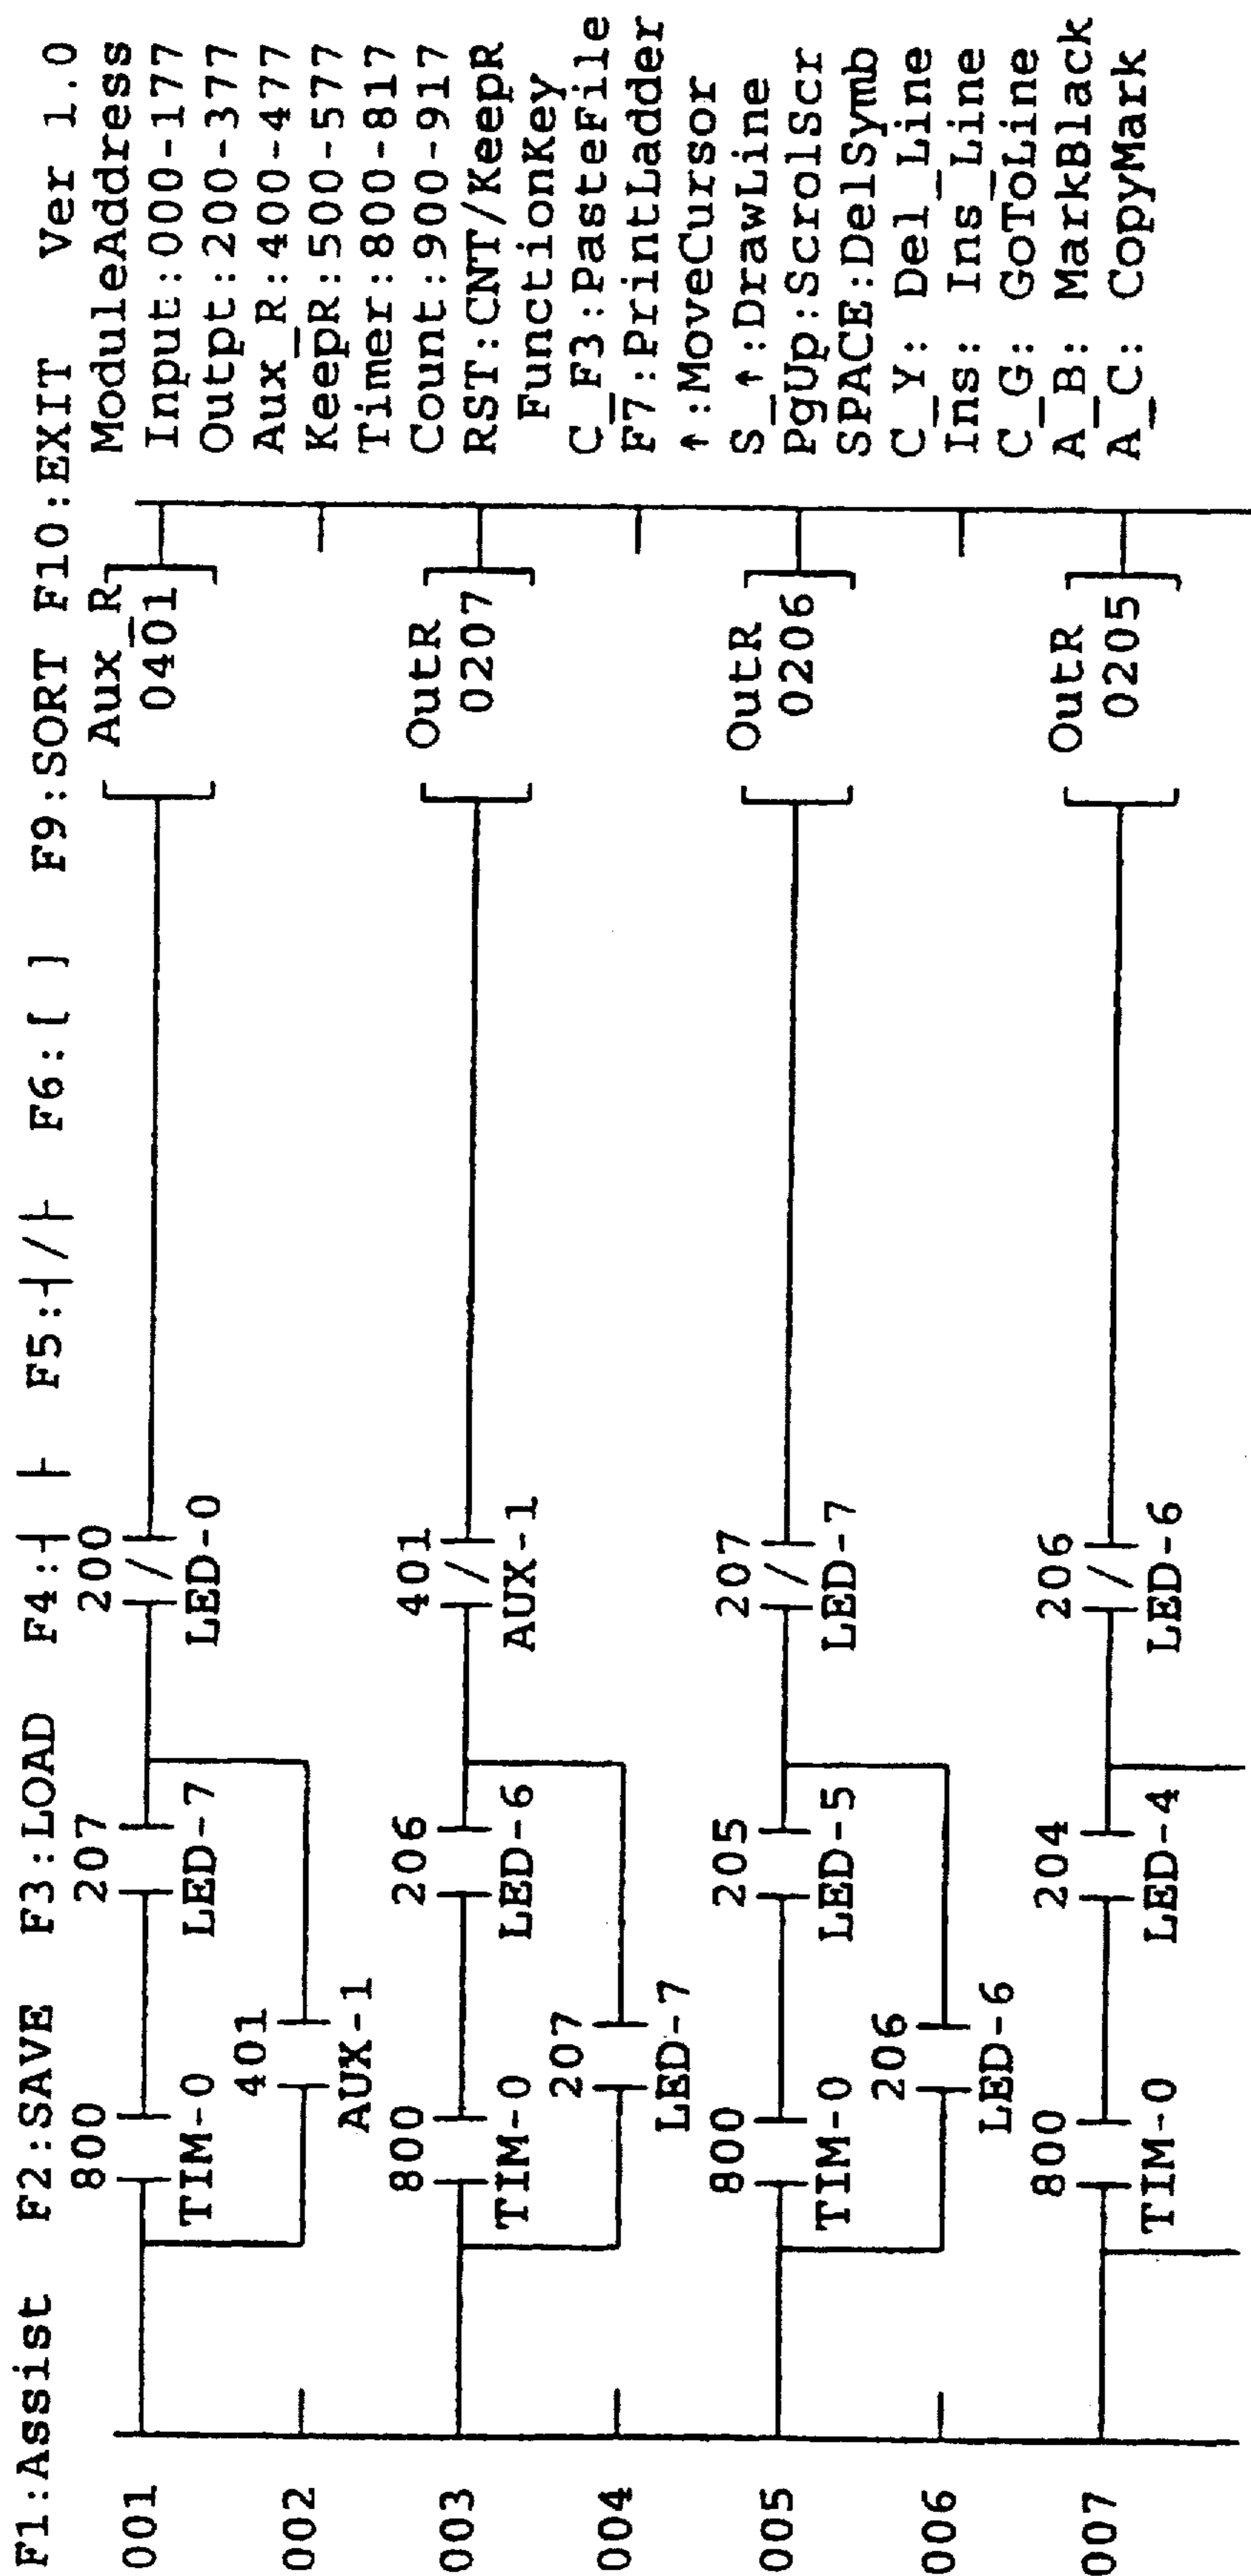 F1:Assist F2:SAVE F3:LOAD F4:┤ ├ F5:┤/├ F6:[ ] F9:SORT F10:EXIT Ver 1.0
800 207 200 Aux_R ModuleAddress
001 0401 Input:000-177
TIM-0 LED-7 LED-0 Outpt:200-377
401 Aux_R:400-477
002 KeepR:500-577
AUX-1 Timer:800-817
800 206 401 OutR Count:900-917
003 0207 RST:CNT/KeepR
TIM-0 LED-6 AUX-1 FunctionKey
207 C_F3:PasteFile
004 F7:PrintLadder
LED-7 ↑:MoveCursor
800 205 207 OutR S_↑:DrawLine
005 0206 PgUp:ScrolScr
TIM-0 LED-5 LED-7 SPACE:DelSymb
206 C_Y: Del_Line
006 Ins: Ins_Line
LED-6 C_G: GoToLine
800 204 206 OutR A_B: MarkBlack
007 0205 A_C: CopyMark
TIM-0 LED-4 LED-6